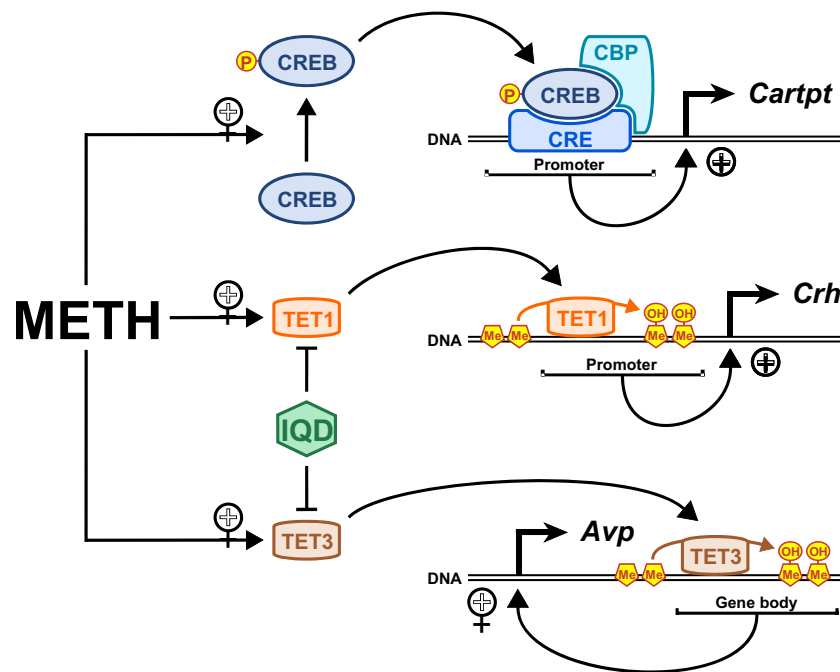 P CREB
CBP
P CREB
Cartpt
DNA
CRE
Promoter
CREB
METH
TET1
Crh
TET1
OH OH
DNA
Me Me
Me Me
Promoter
IQD
TET3
Avp
TET3
OH OH
DNA
Me Me
Me Me
Gene body